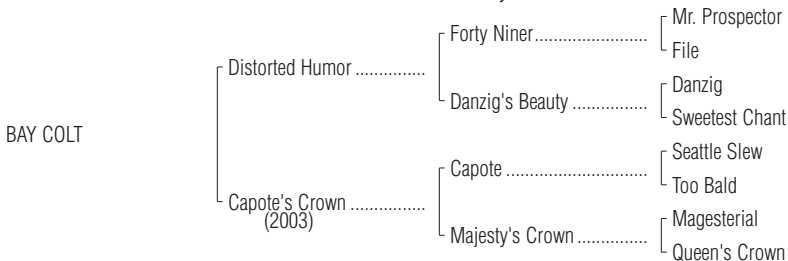 Mr. Prospector
Forty Niner.......................
File
Distorted Humor ...............
Danzig
Danzig's Beauty ................
Sweetest Chant
BAY COLT
Seattle Slew
Capote ..............................
Too Bald
Capote's Crown ................
(2003)
Magesterial
Majesty's Crown...............
Queen's Crown